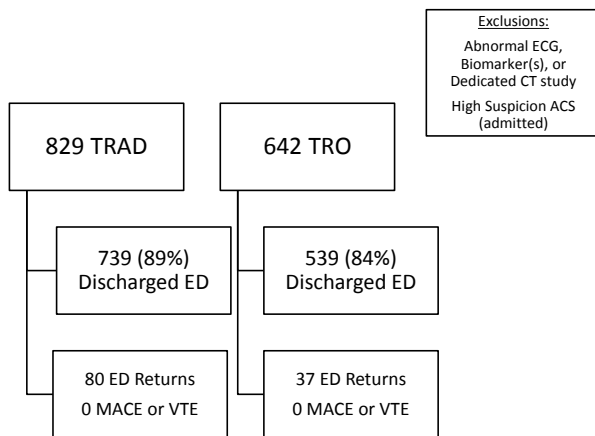 Exclusions:
Abnormal ECG,
Biomarker(s), or
Dedicated CT study
High Suspicion ACS
(admitted)
829 TRAD
642 TRO
739 (89%)
Discharged ED
539 (84%)
Discharged ED
80 ED Returns
0 MACE or VTE
37 ED Returns
0 MACE or VTE